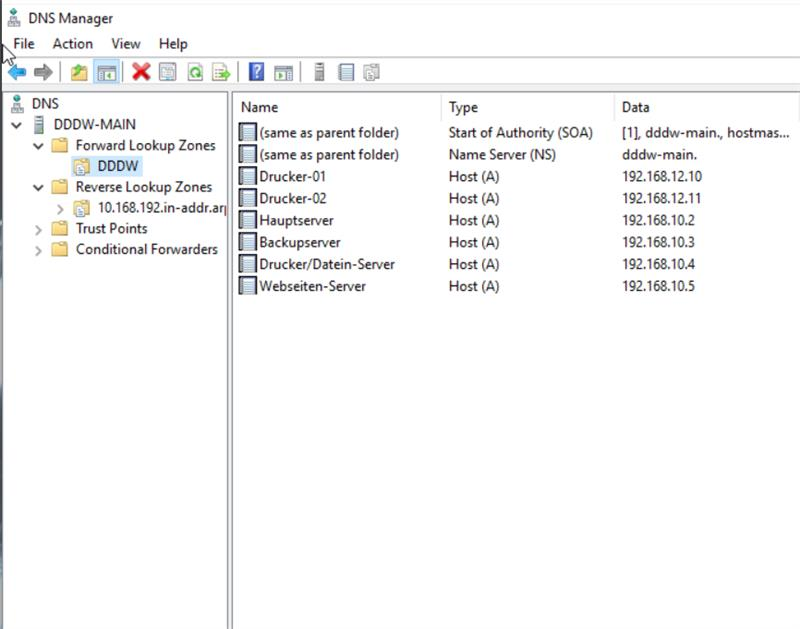 DNS Manager
File Action View Help
DNS
DDDW-MAIN
Forward Lookup Zones
DDDW
Reverse Lookup Zones
10.168.192.in-addr.arp
Trust Points
Conditional Forwarders
Name Type Data
(same as parent folder) Start of Authority (SOA) [1], dddw-main., hostmas...
(same as parent folder) Name Server (NS) dddw-main.
Drucker-01 Host (A) 192.168.12.10
Drucker-02 Host (A) 192.168.12.11
Hauptserver Host (A) 192.168.10.2
Backupserver Host (A) 192.168.10.3
Drucker/Datein-Server Host (A) 192.168.10.4
Webseiten-Server Host (A) 192.168.10.5